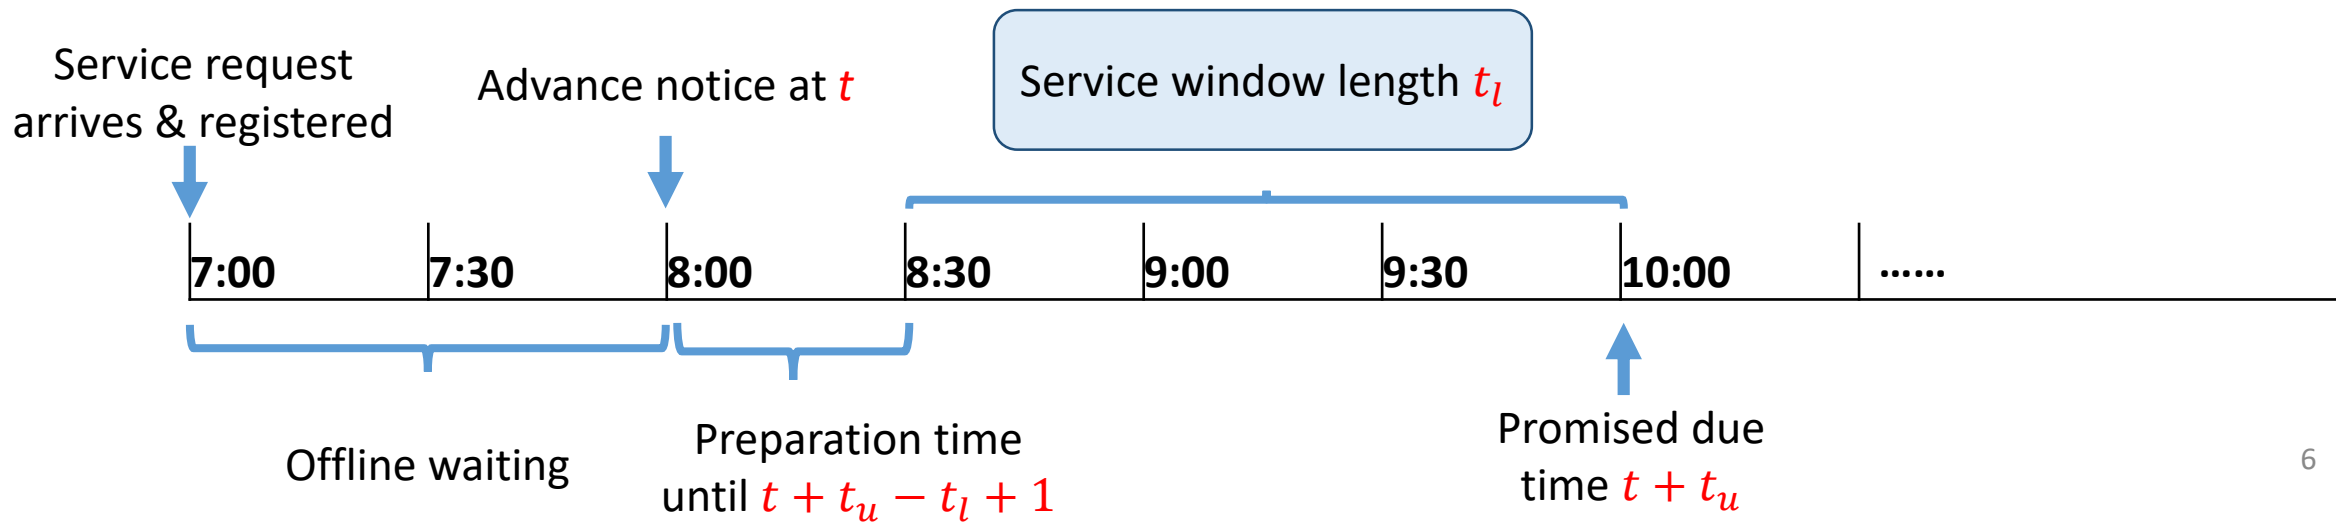 Service request
arrives & registered
Advance notice at t
Service window length t_l
7:00 7:30 8:00 8:30 9:00 9:30 10:00 ......
Offline waiting
Preparation time
until t + t_u − t_l + 1
Promised due
time t + t_u
6